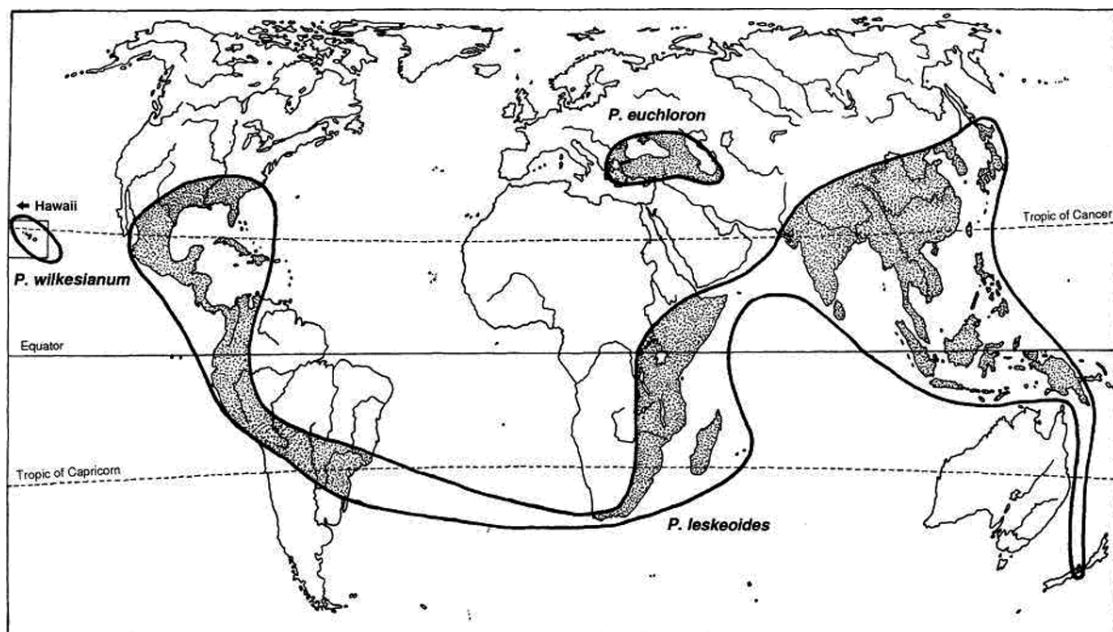 P. euchloron
Hawaii
Tropic of Cancer
P. wilkesianum
Equator
Tropic of Capricorn
P. leskeoides